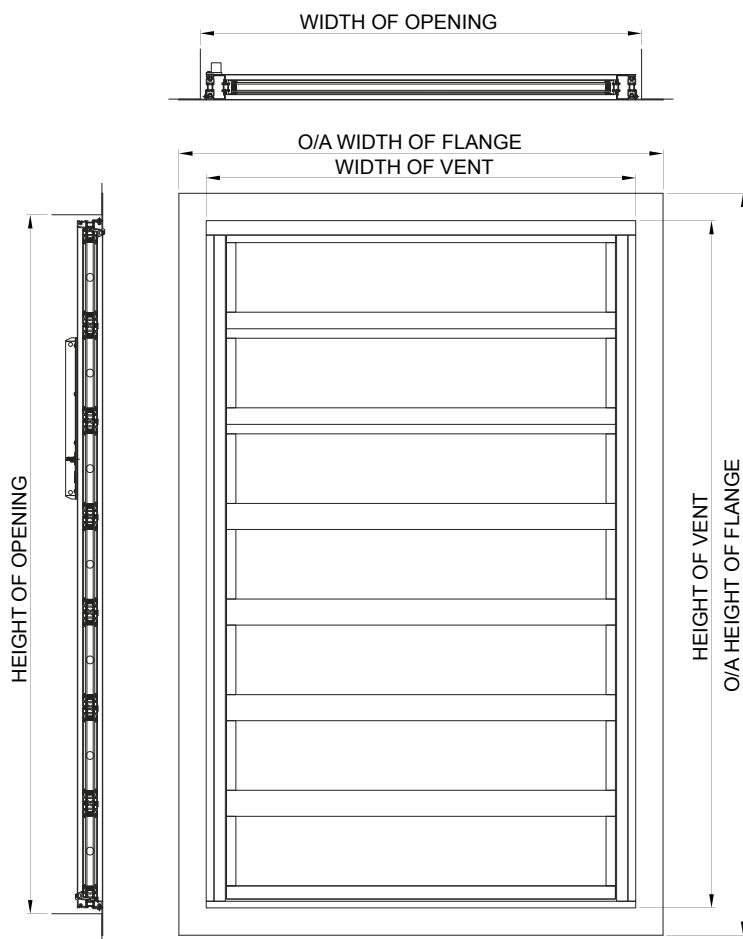 WIDTH OF OPENING
O/A WIDTH OF FLANGE
WIDTH OF VENT
HEIGHT OF OPENING
HEIGHT OF VENT
O/A HEIGHT OF FLANGE